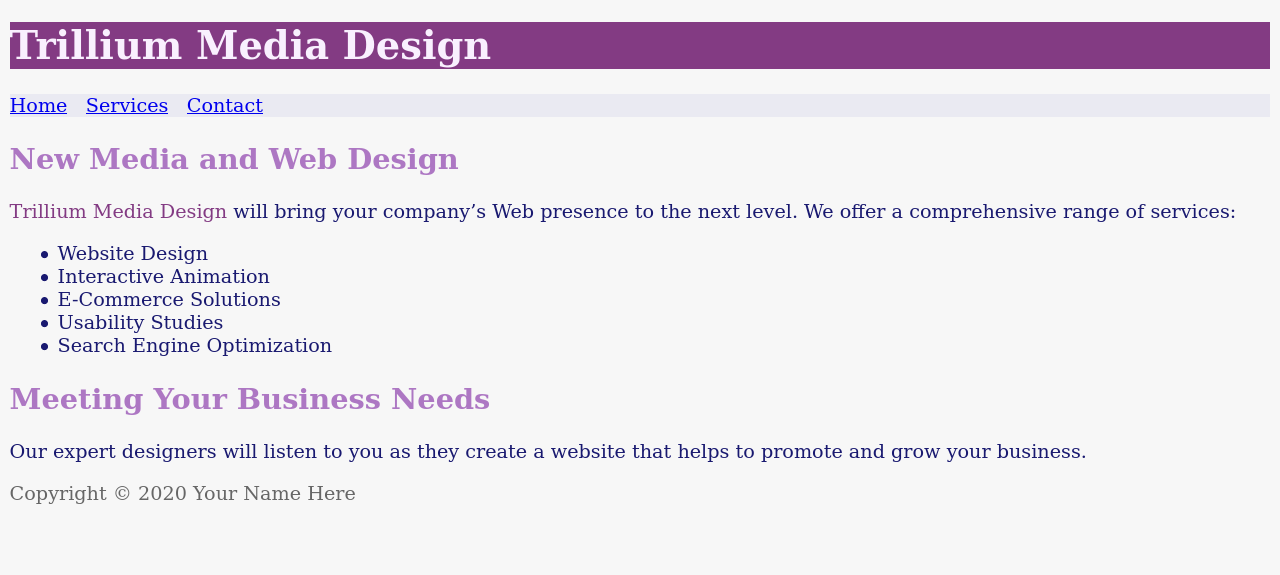 Trillium Media Design
Home Services Contact
New Media and Web Design
Trillium Media Design will bring your company’s Web presence to the next level. We offer a comprehensive range of services:
• Website Design
• Interactive Animation
• E-Commerce Solutions
• Usability Studies
• Search Engine Optimization
Meeting Your Business Needs
Our expert designers will listen to you as they create a website that helps to promote and grow your business.
Copyright © 2020 Your Name Here